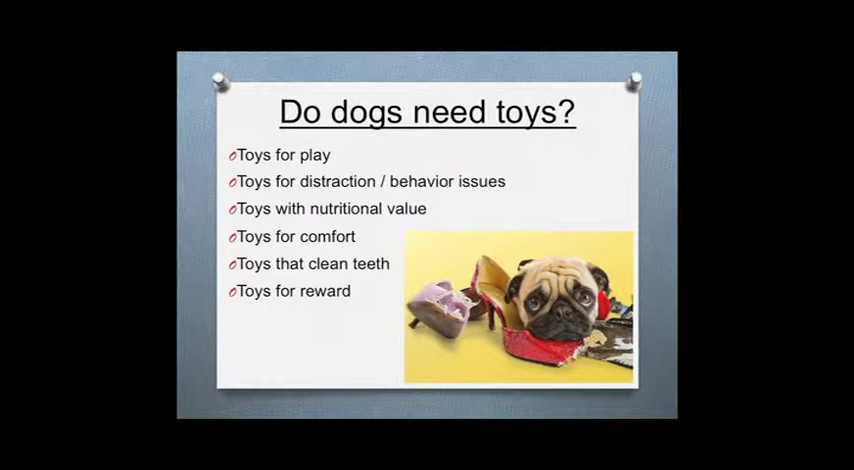 Do dogs need toys?
Toys for play
Toys for distraction / behavior issues
Toys with nutritional value
Toys for comfort
Toys that clean teeth
Toys for reward